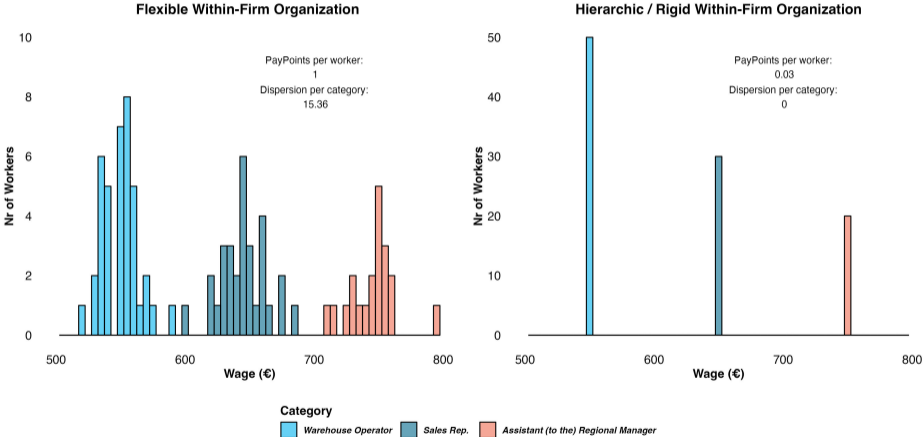 Flexible Within-Firm Organization
10
8
6
4
2
0
Nr of Workers
PayPoints per worker:
1
Dispersion per category:
15.36
500 600 700 800
Wage (€)
Hierarchic / Rigid Within-Firm Organization
50
40
30
20
10
0
Nr of Workers
PayPoints per worker:
0.03
Dispersion per category:
0
500 600 700 800
Wage (€)
Category
Warehouse Operator Sales Rep. Assistant (to the) Regional Manager